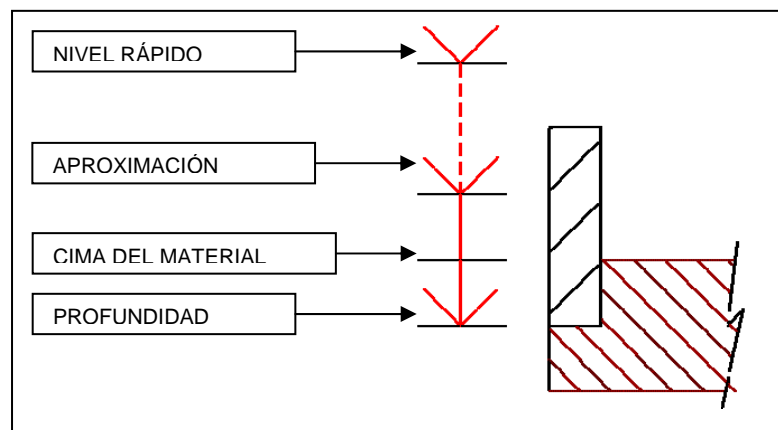 NIVEL RÁPIDO
APROXIMACIÓN
CIMA DEL MATERIAL
PROFUNDIDAD